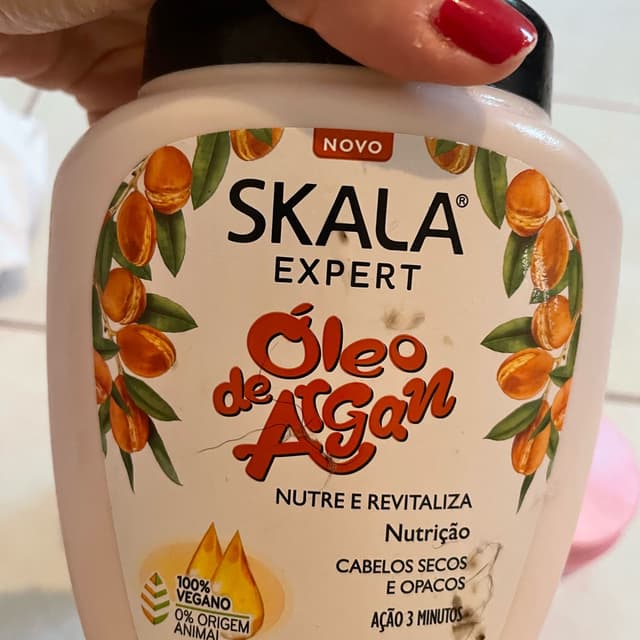 NOVO
SKALA®
EXPERT
Óleo
de Argan
NUTRE E REVITALIZA
Nutrição
CABELOS SECOS
E OPACOS
AÇÃO 3 MINUTOS
100%
VEGANO
0% ORIGEM
ANIMAL